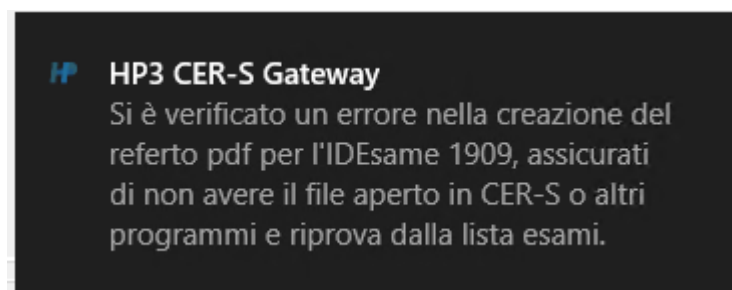 HP HP3 CER-S Gateway
Si è verificato un errore nella creazione del
referto pdf per l'IDEsame 1909, assicurati
di non avere il file aperto in CER-S o altri
programmi e riprova dalla lista esami.